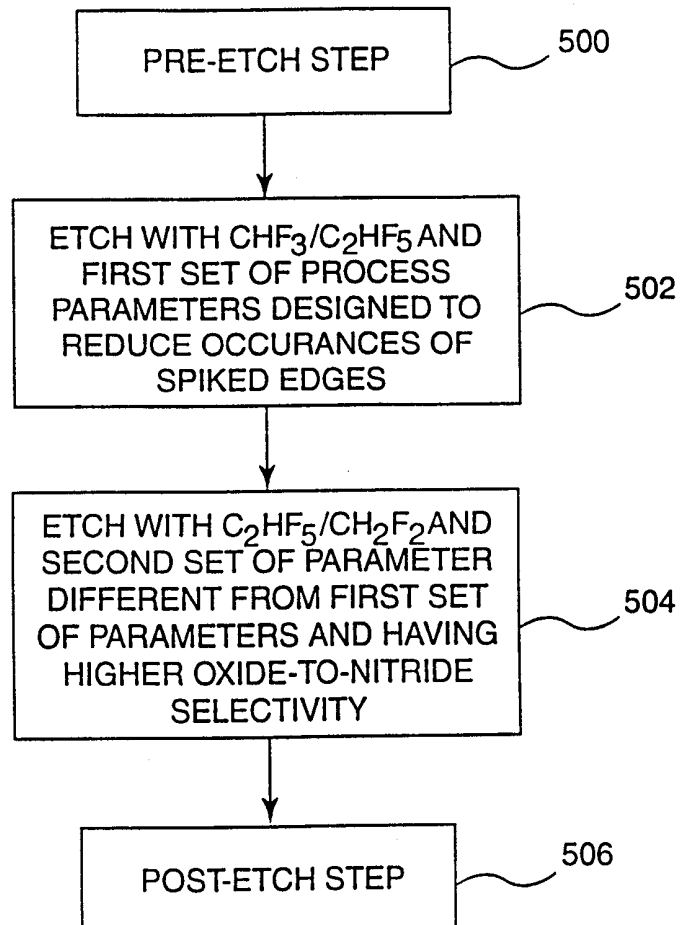 PRE-ETCH STEP
500
ETCH WITH CHF3/C2HF5 AND
FIRST SET OF PROCESS
PARAMETERS DESIGNED TO
REDUCE OCCURANCES OF
SPIKED EDGES
502
ETCH WITH C2HF5/CH2F2 AND
SECOND SET OF PARAMETER
DIFFERENT FROM FIRST SET
OF PARAMETERS AND HAVING
HIGHER OXIDE-TO-NITRIDE
SELECTIVITY
504
POST-ETCH STEP
506